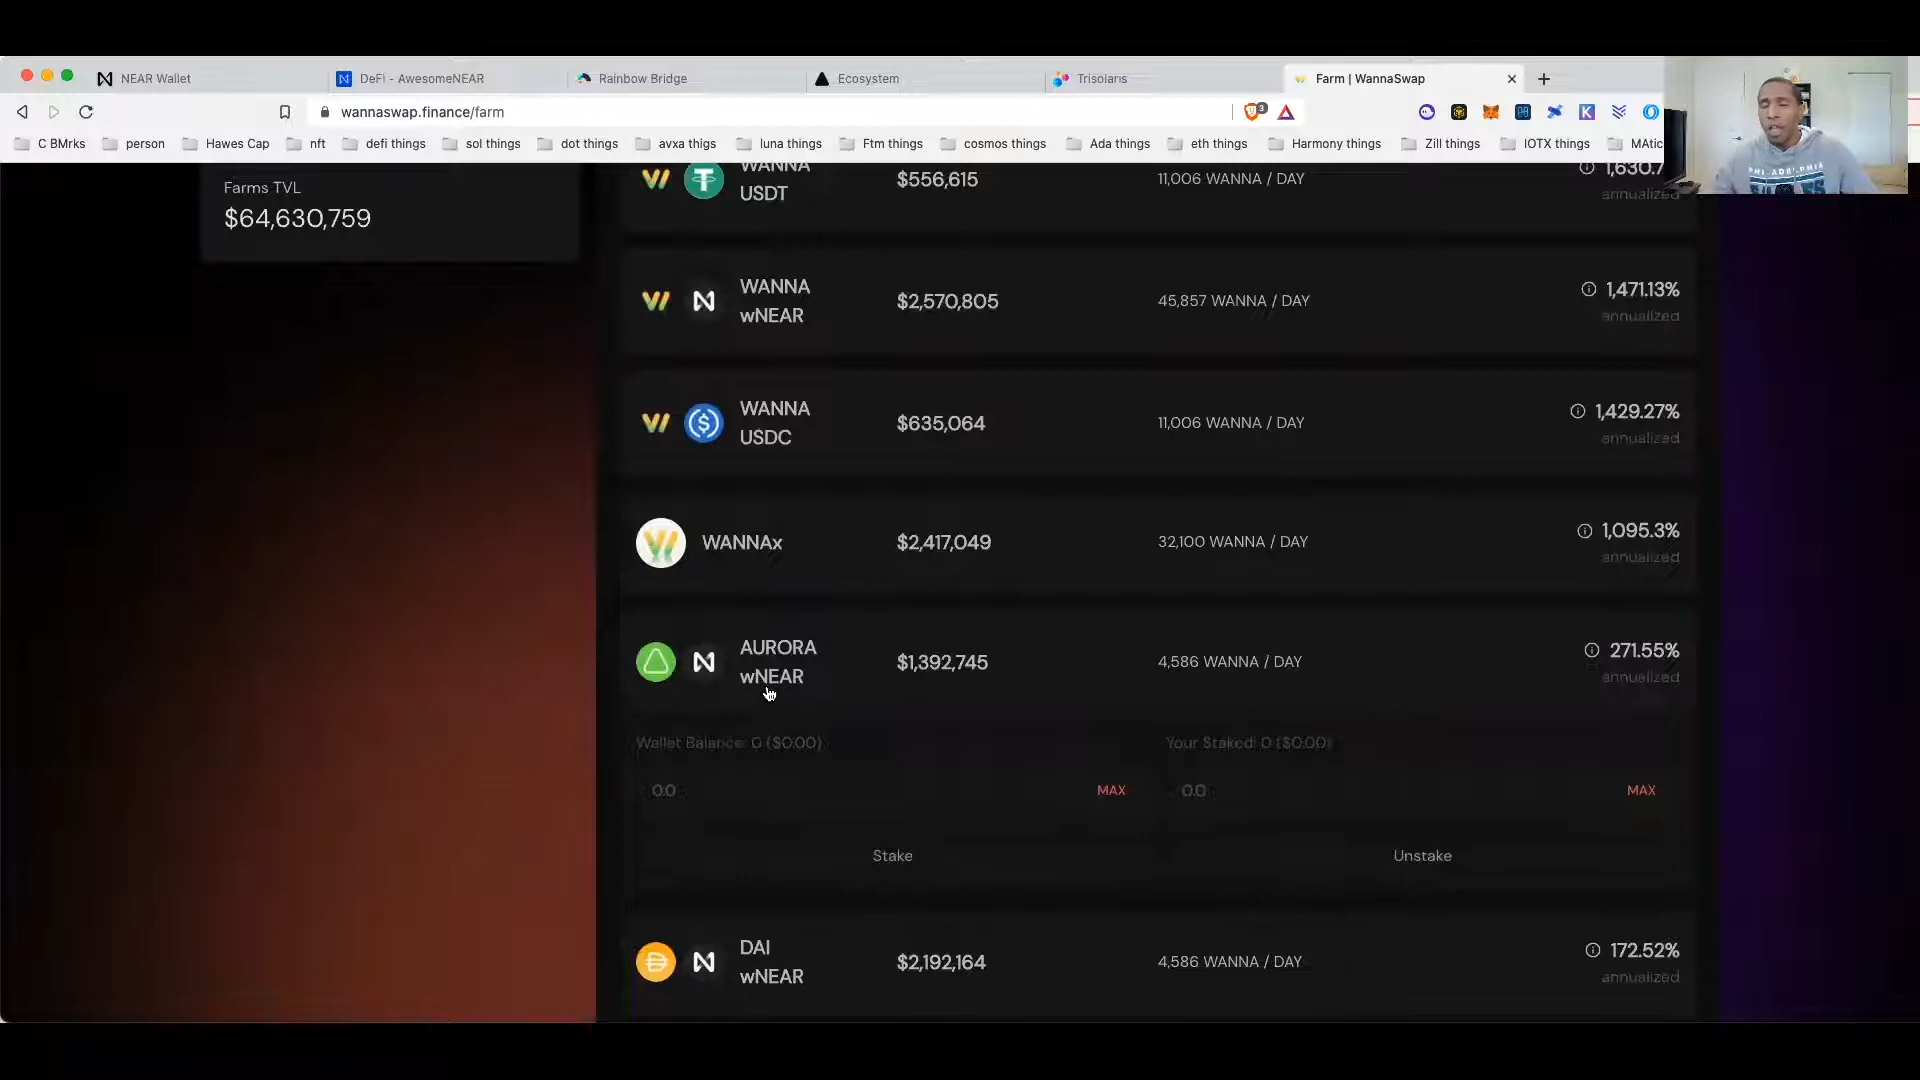 NEAR Wallet
DeFi - AwesomeNEAR
Rainbow Bridge
Ecosystem
Trisolaris
Farm | WannaSwap
wannaswap.finance/farm
3
C BMrks
person
Hawes Cap
nft
defi things
sol things
dot things
avxa thigs
luna things
Ftm things
cosmos things
Ada things
eth things
Harmony things
Zill things
IOTX things
MAtic
Farms TVL
$64,630,759
WANNA
USDT
$556,615
11,006 WANNA / DAY
1,630.7
annualized
WANNA
wNEAR
$2,570,805
45,857 WANNA / DAY
1,471.13%
annualized
WANNA
USDC
$635,064
11,006 WANNA / DAY
1,429.27%
annualized
WANNAx
$2,417,049
32,100 WANNA / DAY
1,095.3%
annualized
AURORA
wNEAR
$1,392,745
4,586 WANNA / DAY
271.55%
annualized
Wallet Balance: 0 ($0.00)
0.0
MAX
Stake
Your Staked: 0 ($0.00)
0.0
MAX
Unstake
DAI
wNEAR
$2,192,164
4,586 WANNA / DAY
172.52%
annualized